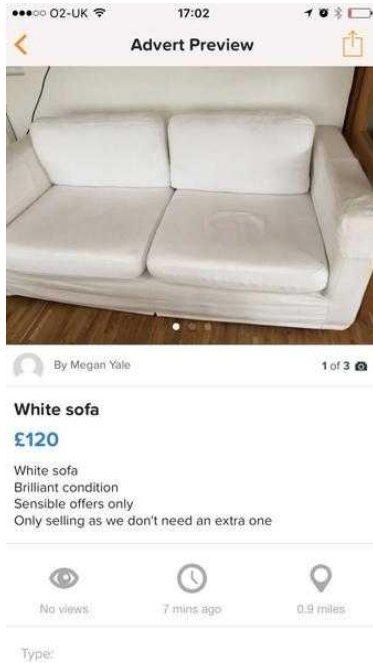 O2-UK 17:02
Advert Preview
By Megan Yale 1 of 3
White sofa
£120
White sofa
Brilliant condition
Sensible offers only
Only selling as we don't need an extra one
No views 7 mins ago 0.9 miles
Type: